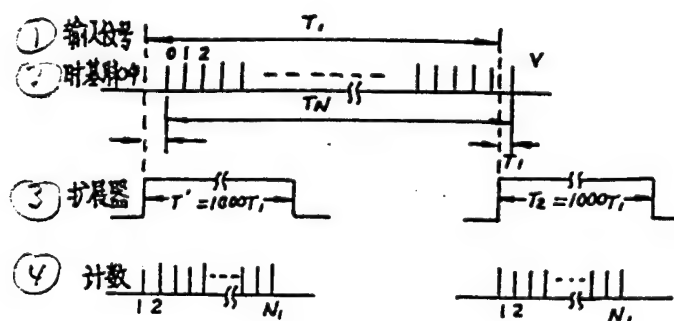 T₁
① 输入信号
0 1 2
② 时基脉冲
V
T_N
T₁
③ 扩展器
T' = 1000T₁
T₂ = 1000T₁
④ 计数
1 2 N₁
1 2 N₁